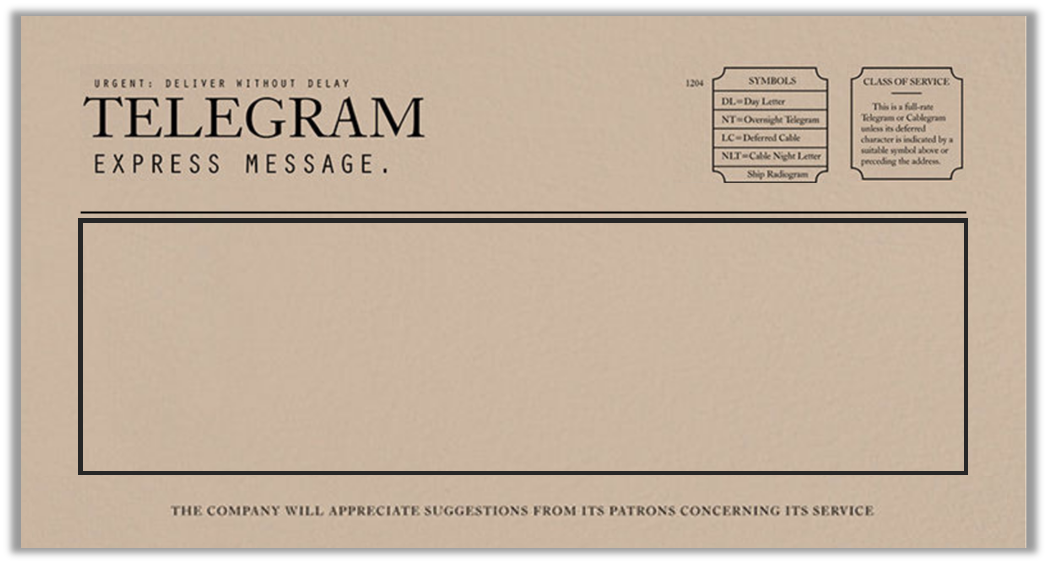 URGENT: DELIVER WITHOUT DELAY
TELEGRAM
EXPRESS MESSAGE.
1204
SYMBOLS
DL=Day Letter
NT=Overnight Telegram
LC=Deferred Cable
NLT=Cable Night Letter
Ship Radiogram
CLASS OF SERVICE
This is a full-rate
Telegram or Cablegram
unless its deferred
character is indicated by a
suitable symbol above or
preceding the address.
THE COMPANY WILL APPRECIATE SUGGESTIONS FROM ITS PATRONS CONCERNING ITS SERVICE